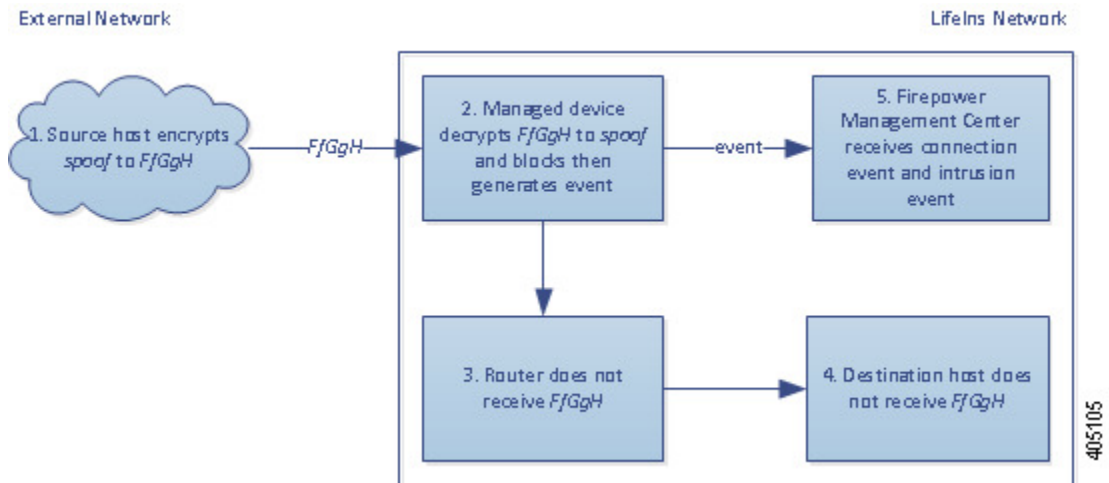 External Network
LifeIns Network
1. Source host encrypts
spoof to FfGgH
FfGgH
2. Managed device
decrypts FfGgH to spoof
and blocks then
generates event
event
5. Firepower
Management Center
receives connection
event and intrusion
event
3. Router does not
receive FfGgH
4. Destination host does
not receive FfGgH
405105